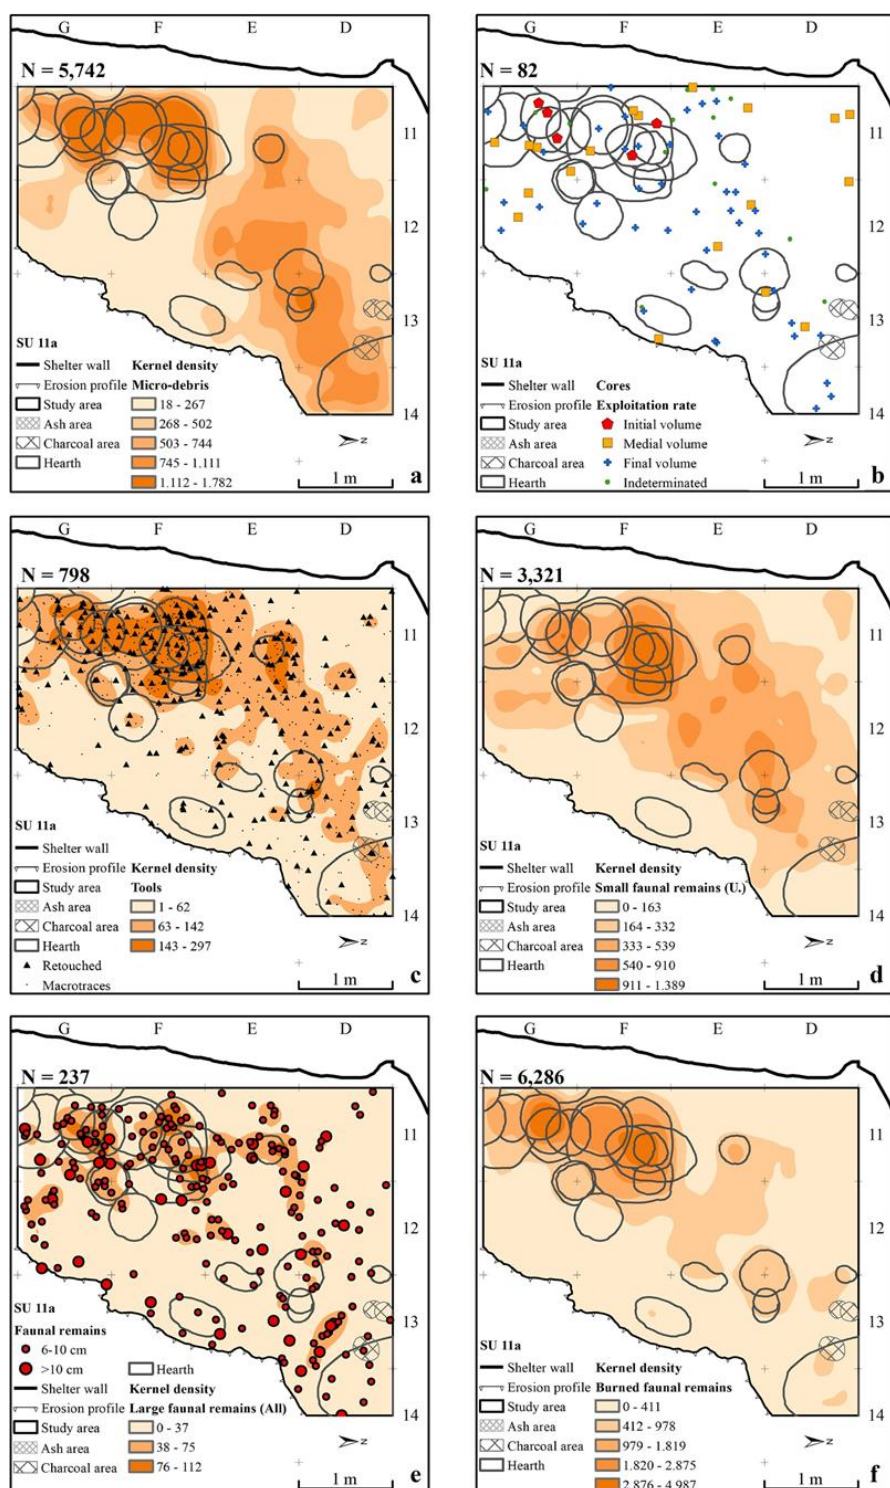 G F E D
N = 5,742
11
12
13
14
SU 11a
Shelter wall
Erosion profile
Study area
Ash area
Charcoal area
Hearth
Kernel density
Micro-debris
18 - 267
268 - 502
503 - 744
745 - 1.111
1.112 - 1.782
N
1 m
a
G F E D
N = 82
11
12
13
14
SU 11a
Shelter wall
Erosion profile
Study area
Ash area
Charcoal area
Hearth
Cores
Exploitation rate
Initial volume
Medial volume
Final volume
Indeterminated
N
1 m
b
G F E D
N = 798
11
12
13
14
SU 11a
Shelter wall
Erosion profile
Study area
Ash area
Charcoal area
Hearth
Retouched
Macrotraces
Kernel density
Tools
1 - 62
63 - 142
143 - 297
N
1 m
c
G F E D
N = 3,321
11
12
13
14
SU 11a
Shelter wall
Erosion profile
Study area
Ash area
Charcoal area
Hearth
Kernel density
Small faunal remains (U.)
0 - 163
164 - 332
333 - 539
540 - 910
911 - 1.389
N
1 m
d
G F E D
N = 237
11
12
13
14
SU 11a
Faunal remains
6-10 cm
>10 cm
Shelter wall
Erosion profile
Study area
Ash area
Charcoal area
Hearth
Kernel density
Large faunal remains (All)
0 - 37
38 - 75
76 - 112
N
1 m
e
G F E D
N = 6,286
11
12
13
14
SU 11a
Shelter wall
Erosion profile
Study area
Ash area
Charcoal area
Hearth
Kernel density
Burned faunal remains
0 - 411
412 - 978
979 - 1.819
1.820 - 2.875
2.876 - 4.987
N
1 m
f